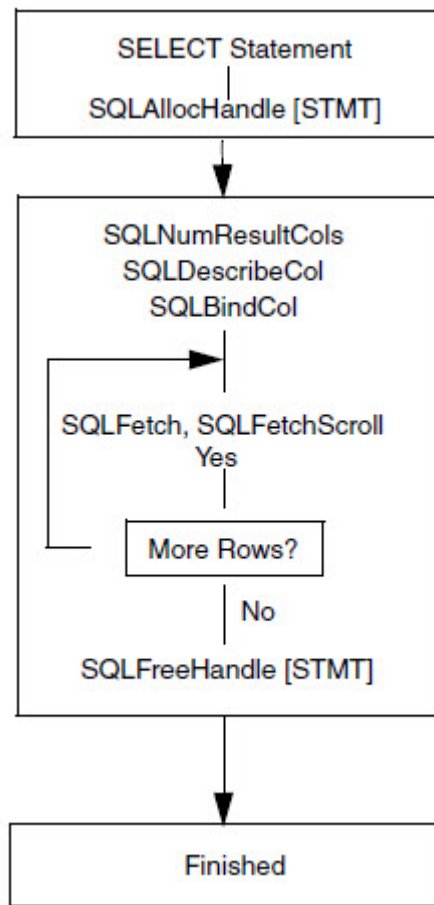 SELECT Statement
SQLAllocHandle [STMT]
SQLNumResultCols
SQLDescribeCol
SQLBindCol
SQLFetch, SQLFetchScroll
Yes
More Rows?
No
SQLFreeHandle [STMT]
Finished